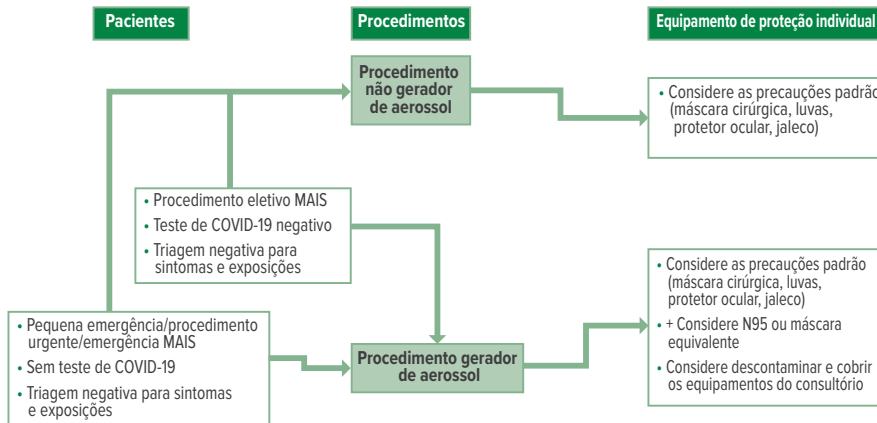 Pacientes
Procedimentos
Equipamento de proteção individual
Procedimento
não gerador
de aerossol
• Considere as precauções padrão
(máscara cirúrgica, luvas,
protetor ocular, jaleco)
• Procedimento eletivo MAIS
• Teste de COVID-19 negativo
• Triagem negativa para
sintomas e exposições
• Pequena emergência/procedimento
urgente/emergência MAIS
• Sem teste de COVID-19
• Triagem negativa para sintomas
e exposições
Procedimento gerador
de aerossol
• Considere as precauções padrão
(máscara cirúrgica, luvas,
protetor ocular, jaleco)
• + Considere N95 ou máscara
equivalente
• Considere descontaminar e cobrir
os equipamentos do consultório